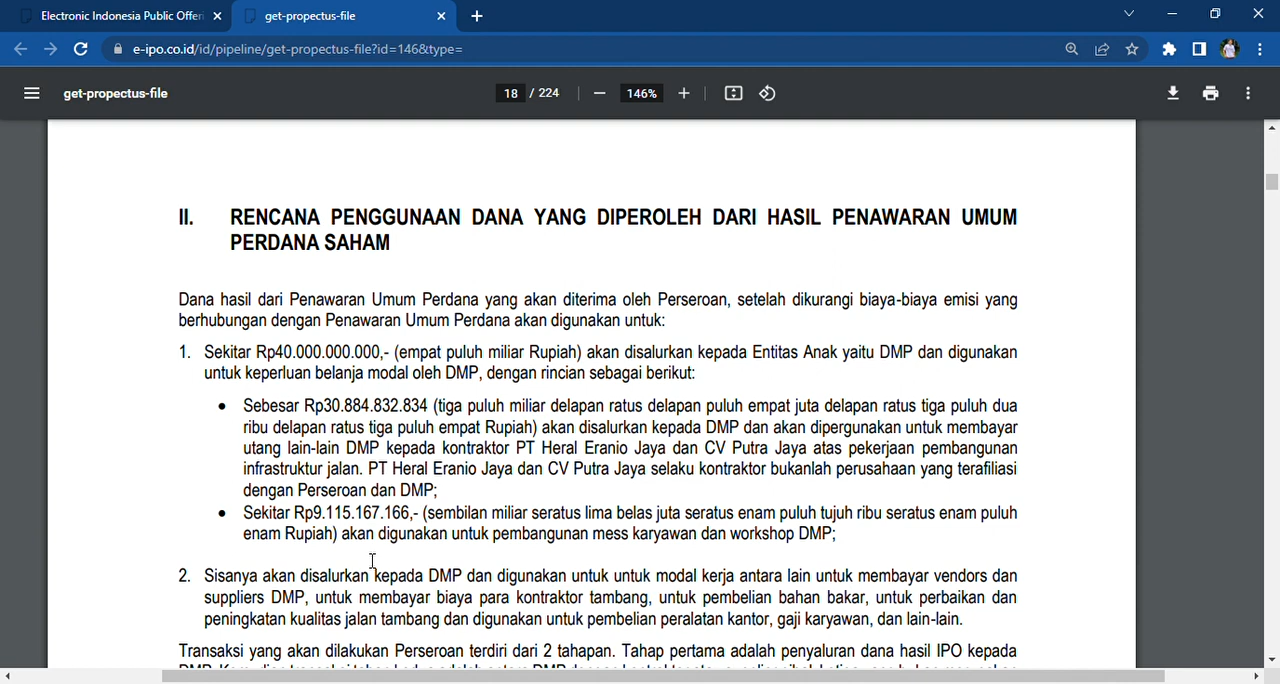 Electronic Indonesia Public Offeri
get-propectus-file
e-ipo.co.id/id/pipeline/get-propectus-file?id=146&type=
get-propectus-file
18 / 224
146%
II. RENCANA PENGGUNAAN DANA YANG DIPEROLEH DARI HASIL PENAWARAN UMUM
PERDANA SAHAM
Dana hasil dari Penawaran Umum Perdana yang akan diterima oleh Perseroan, setelah dikurangi biaya-biaya emisi yang
berhubungan dengan Penawaran Umum Perdana akan digunakan untuk:
1. Sekitar Rp40.000.000.000,- (empat puluh miliar Rupiah) akan disalurkan kepada Entitas Anak yaitu DMP dan digunakan
untuk keperluan belanja modal oleh DMP, dengan rincian sebagai berikut:
• Sebesar Rp30.884.832.834 (tiga puluh miliar delapan ratus delapan puluh empat juta delapan ratus tiga puluh dua
ribu delapan ratus tiga puluh empat Rupiah) akan disalurkan kepada DMP dan akan dipergunakan untuk membayar
utang lain-lain DMP kepada kontraktor PT Heral Eranio Jaya dan CV Putra Jaya atas pekerjaan pembangunan
infrastruktur jalan. PT Heral Eranio Jaya dan CV Putra Jaya selaku kontraktor bukanlah perusahaan yang terafiliasi
dengan Perseroan dan DMP;
• Sekitar Rp9.115.167.166,- (sembilan miliar seratus lima belas juta seratus enam puluh tujuh ribu seratus enam puluh
enam Rupiah) akan digunakan untuk pembangunan mess karyawan dan workshop DMP;
2. Sisanya akan disalurkan kepada DMP dan digunakan untuk untuk modal kerja antara lain untuk membayar vendors dan
suppliers DMP, untuk membayar biaya para kontraktor tambang, untuk pembelian bahan bakar, untuk perbaikan dan
peningkatan kualitas jalan tambang dan digunakan untuk pembelian peralatan kantor, gaji karyawan, dan lain-lain.
Transaksi yang akan dilakukan Perseroan terdiri dari 2 tahapan. Tahap pertama adalah penyaluran dana hasil IPO kepada